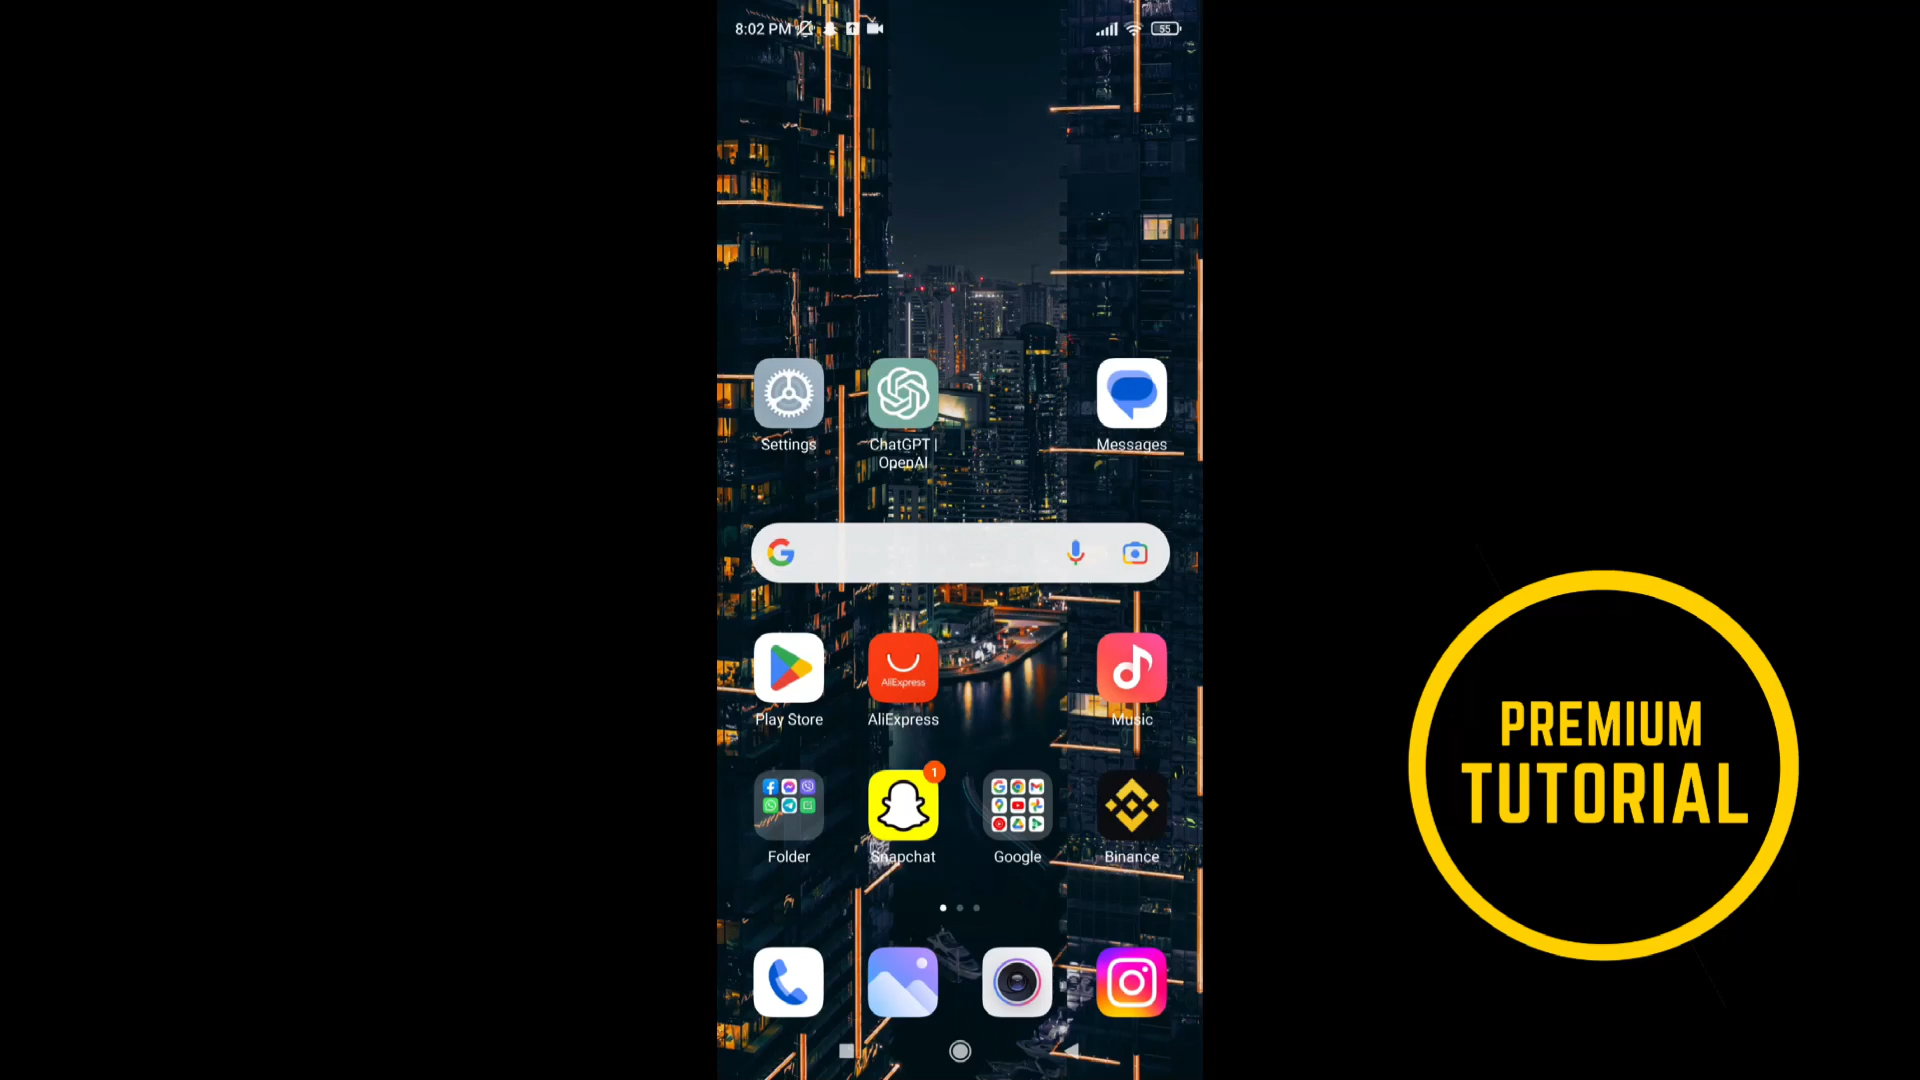 8:02 PM
55
Settings
ChatGPT |
OpenAI
Messages
G
AliExpress
Play Store
AliExpress
Music
1
Folder
Snapchat
Google
Binance
PREMIUM
TUTORIAL